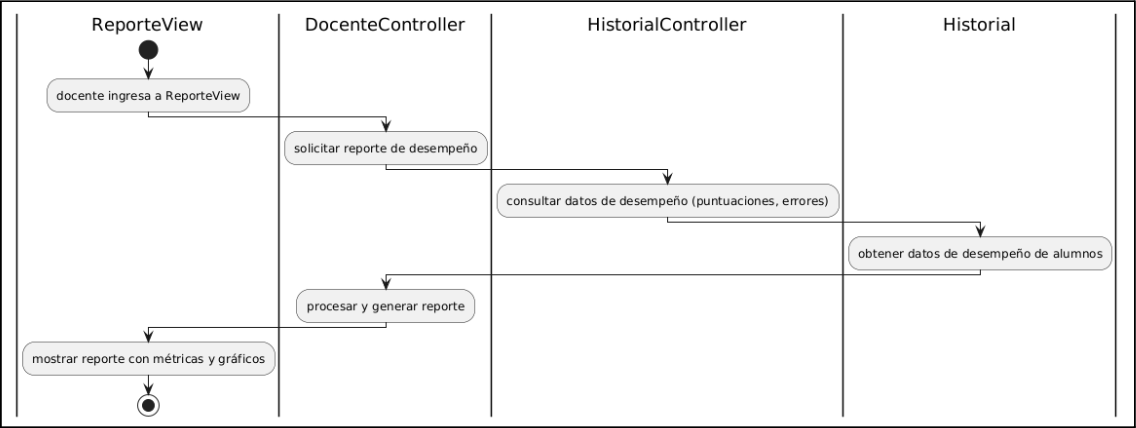 ReporteView
DocenteController
HistorialController
Historial
docente ingresa a ReporteView
solicitar reporte de desempeño
consultar datos de desempeño (puntuaciones, errores)
obtener datos de desempeño de alumnos
procesar y generar reporte
mostrar reporte con métricas y gráficos